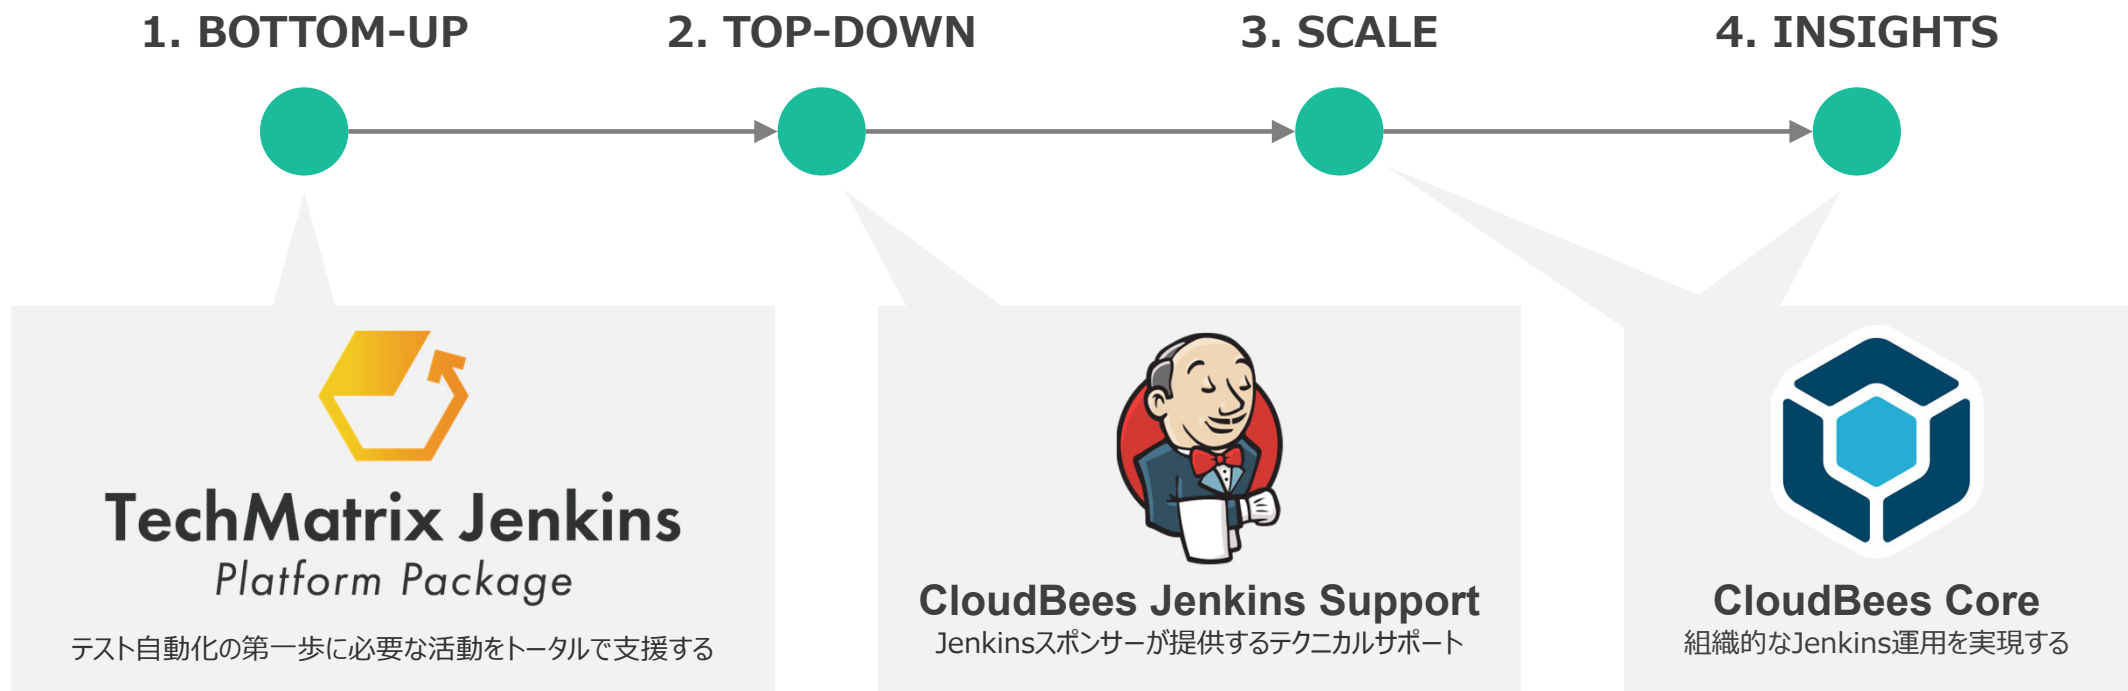 1. BOTTOM-UP
2. TOP-DOWN
3. SCALE
4. INSIGHTS
TechMatrix Jenkins
Platform Package
テスト自動化の第一歩に必要な活動をトータルで支援する
CloudBees Jenkins Support
Jenkinsスポンサーが提供するテクニカルサポート
CloudBees Core
組織的なJenkins運用を実現する